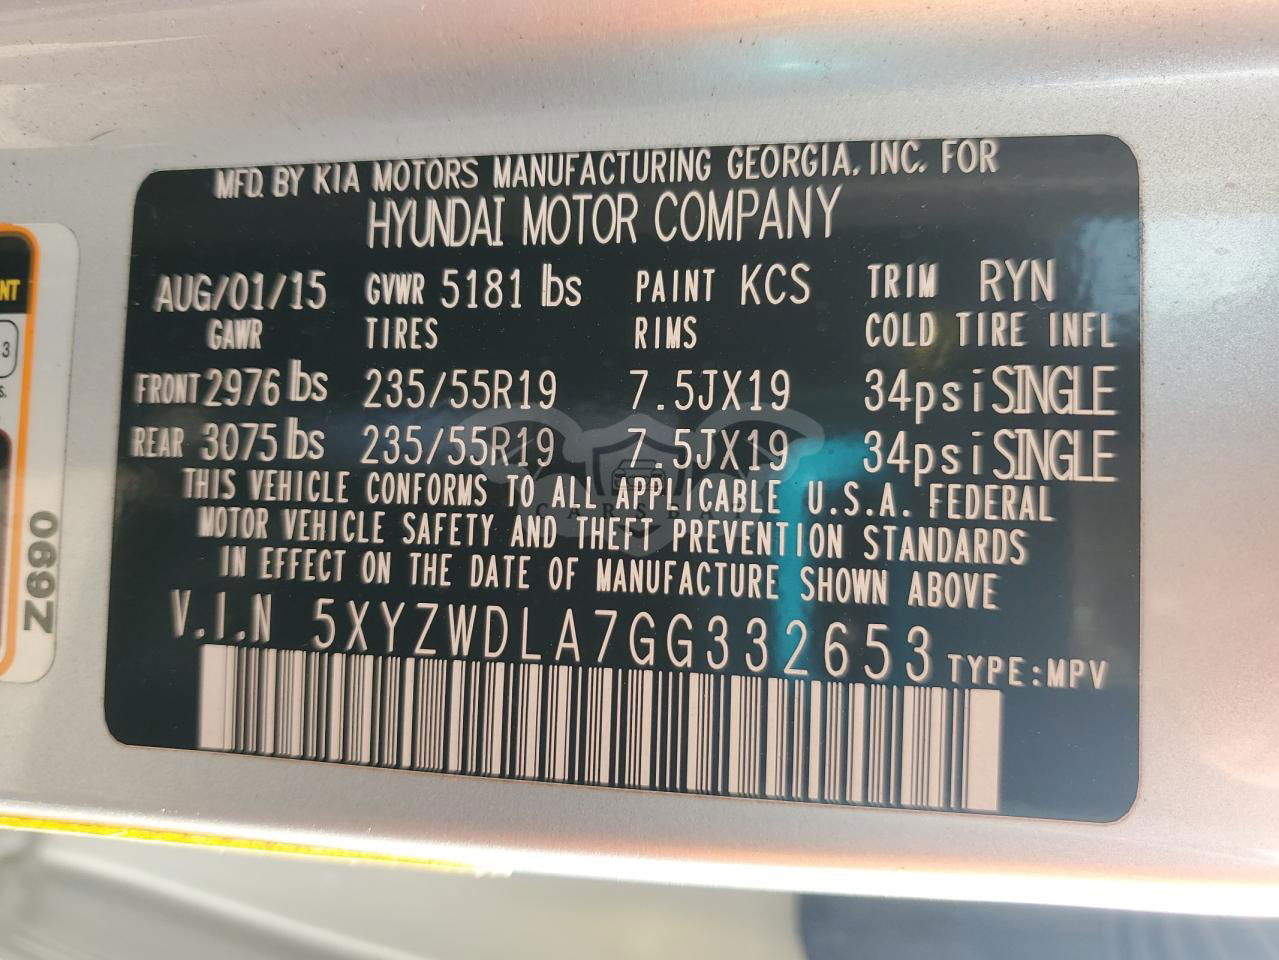 MFD. BY KIA MOTORS MANUFACTURING GEORGIA, INC. FOR
HYUNDAI MOTOR COMPANY
AUG/01/15 GVWR 5181 lbs PAINT KCS TRIM RYN
GAWR TIRES RIMS COLD TIRE INFL
FRONT 2976 lbs 235/55R19 7.5JX19 34psi SINGLE
REAR 3075 lbs 235/55R19 7.5JX19 34psi SINGLE
THIS VEHICLE CONFORMS TO ALL APPLICABLE U.S.A. FEDERAL
MOTOR VEHICLE SAFETY AND THEFT PREVENTION STANDARDS
IN EFFECT ON THE DATE OF MANUFACTURE SHOWN ABOVE
V.I.N 5XYZWDLA7GG332653 TYPE:MPV
NT
3
s.
Z690